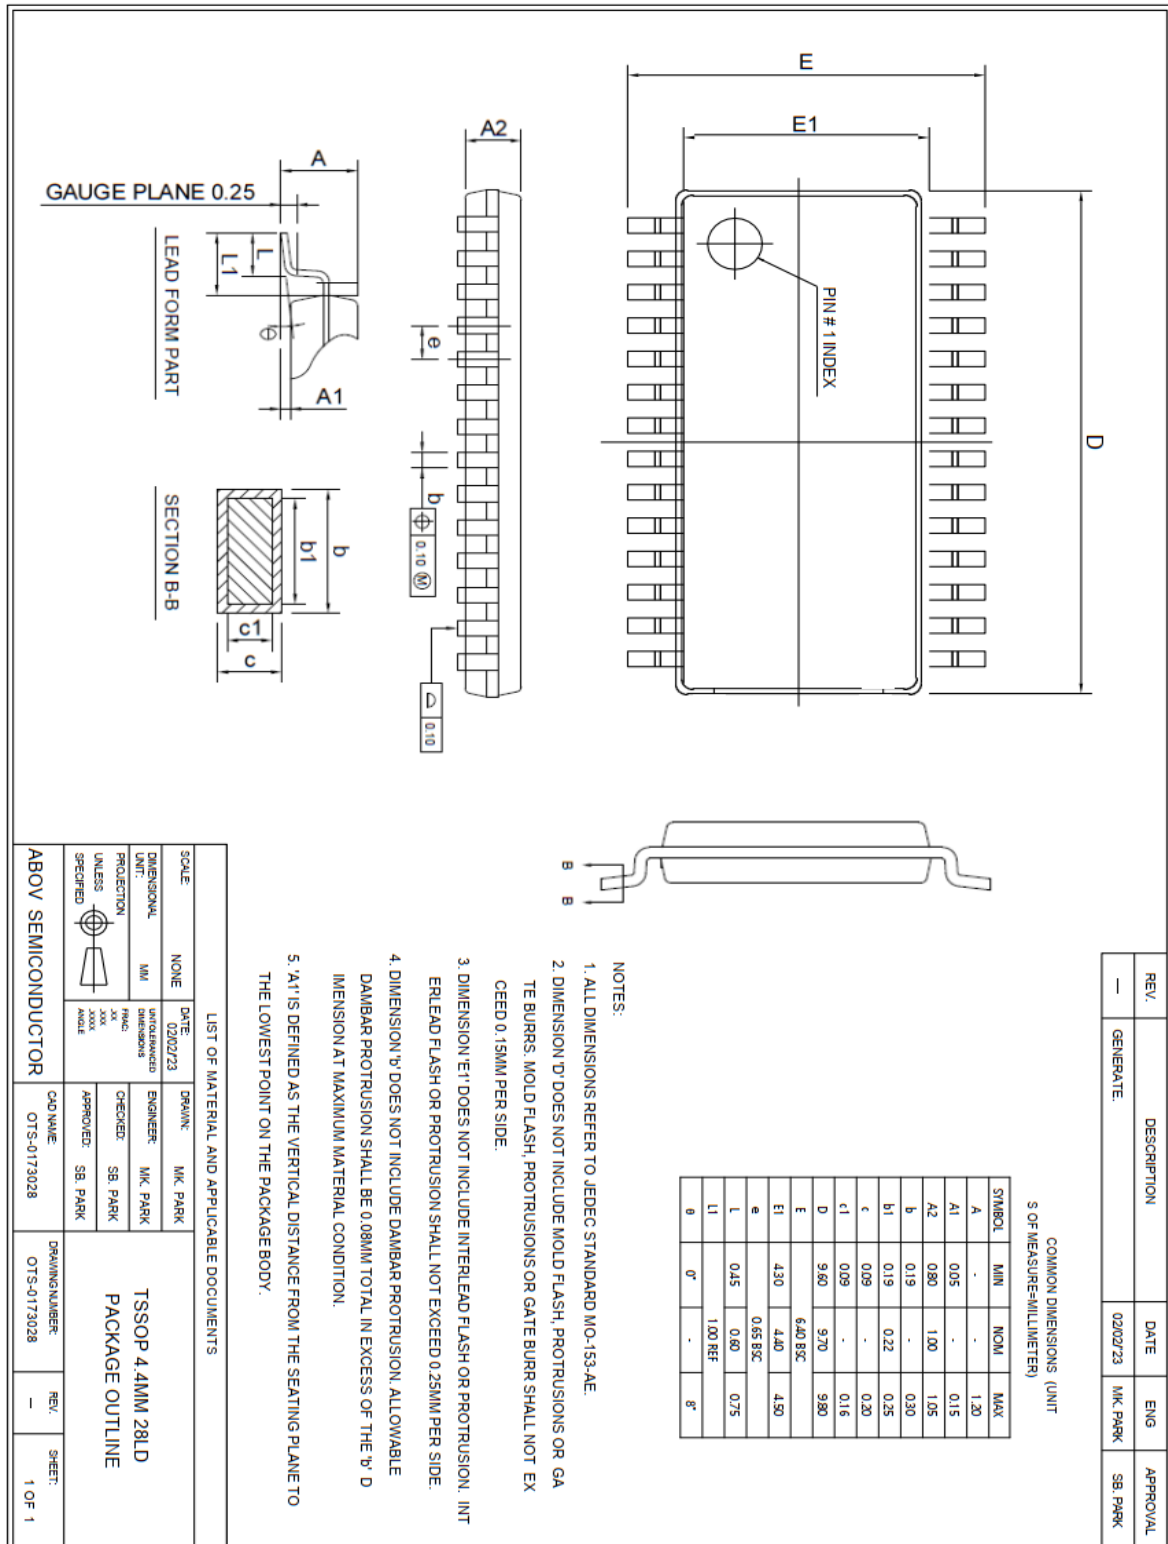 REV. DESCRIPTION DATE ENG APPROVAL
— GENERATE. 02/02/'23 MK. PARK SB. PARK
D
E
E1
PIN # 1 INDEX
A2
e
b
0.10 Ⓜ
0.10
A
GAUGE PLANE 0.25
L
L1
θ
A1
LEAD FORM PART
b
b1
c1
c
SECTION B-B
B B
COMMON DIMENSIONS (UNIT
S OF MEASURE=MILLIMETER)
SYMBOL MIN NOM MAX
A - - 1.20
A1 0.05 - 0.15
A2 0.80 1.00 1.05
b 0.19 - 0.30
b1 0.19 0.22 0.25
c 0.09 - 0.20
c1 0.09 - 0.16
D 9.60 9.70 9.80
E 6.40 BSC
E1 4.30 4.40 4.50
e 0.65 BSC
L 0.45 0.60 0.75
L1 1.00 REF
θ 0° - 8°
NOTES:
1. ALL DIMENSIONS REFER TO JEDEC STANDARD MO-153-AE.
2. DIMENSION 'D' DOES NOT INCLUDE MOLD FLASH, PROTRUSIONS OR GA
TE BURRS. MOLD FLASH, PROTRUSIONS OR GATE BURR SHALL NOT EX
CEED 0.15MM PER SIDE.
3. DIMENSION 'E1' DOES NOT INCLUDE INTERLEAD FLASH OR PROTRUSION. INT
ERLEAD FLASH OR PROTRUSION SHALL NOT EXCEED 0.25MM PER SIDE.
4. DIMENSION 'b' DOES NOT INCLUDE DAMBAR PROTRUSION. ALLOWABLE
DAMBAR PROTRUSION SHALL BE 0.08MM TOTAL IN EXCESS OF THE 'b' D
IMENSION AT MAXIMUM MATERIAL CONDITION.
5. 'A1' IS DEFINED AS THE VERTICAL DISTANCE FROM THE SEATING PLANE TO
THE LOWEST POINT ON THE PACKAGE BODY.
LIST OF MATERIAL AND APPLICABLE DOCUMENTS
SCALE: NONE
DATE: 02/02/'23
DRAWN: MK. PARK
DIMENSIONAL
UNIT: MM
UNTOLERANCED
DIMENSIONS
ENGINEER: MK. PARK
PROJECTION
UNLESS
SPECIFIED
FRAC:
.XX
.XXX
.XXXX
ANGLE
CHECKED: SB. PARK
APPROVED: SB. PARK
TSSOP 4.4MM 28LD
PACKAGE OUTLINE
ABOV SEMICONDUCTOR
CAD NAME:
OTS-0173028
DRAWING NUMBER:
OTS-0173028
REV.
—
SHEET:
1 OF 1